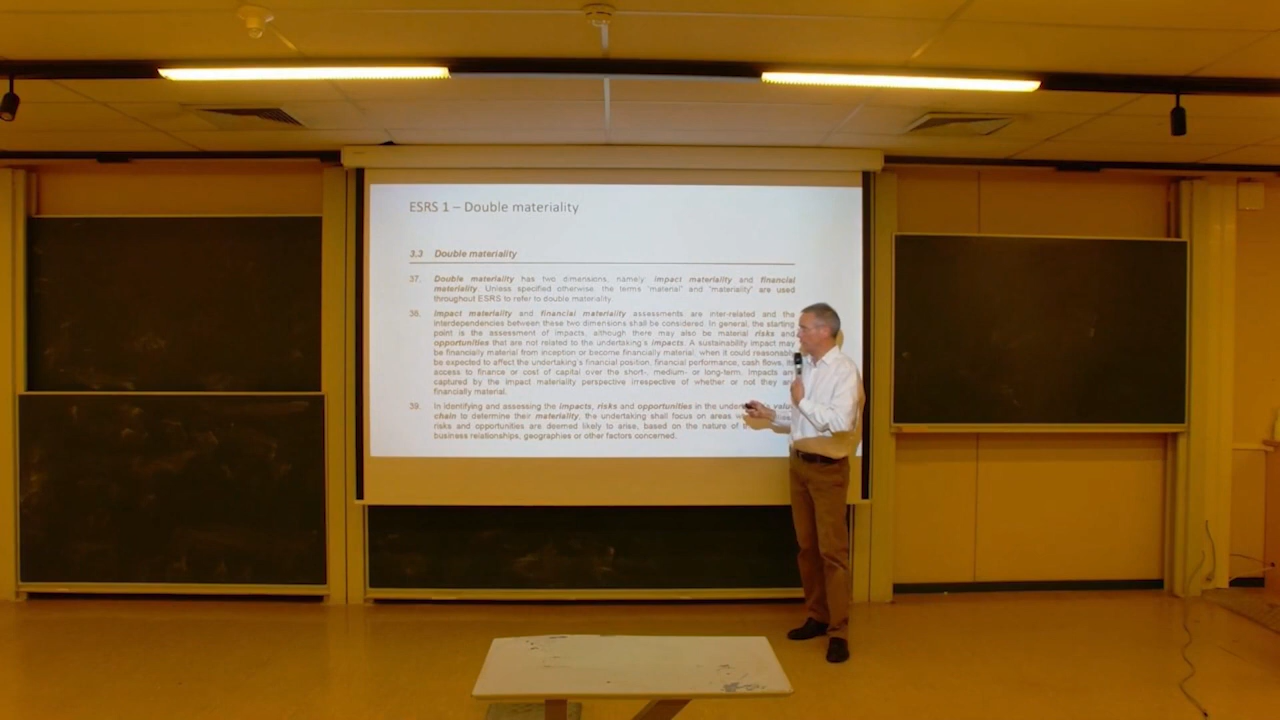 ESRS 1 – Double materiality
3.3 Double materiality
37. Double materiality has two dimensions, namely: impact materiality and financial
materiality. Unless specified otherwise, the terms "material" and "materiality" are used
throughout ESRS to refer to double materiality.
38. Impact materiality and financial materiality assessments are inter-related and the
interdependencies between these two dimensions shall be considered. In general, the starting
point is the assessment of impacts, although there may also be material risks and
opportunities that are not related to the undertaking's impacts. A sustainability impact may
be financially material from inception or become financially material, when it could reasonably
be expected to affect the undertaking's financial position, financial performance, cash flows,
access to finance or cost of capital over the short-, medium- or long-term. Impacts are
captured by the impact materiality perspective irrespective of whether or not they are
financially material.
39. In identifying and assessing the impacts, risks and opportunities in the value
chain to determine their materiality, the undertaking shall focus on areas
risks and opportunities are deemed likely to arise, based on the nature of
business relationships, geographies or other factors concerned.